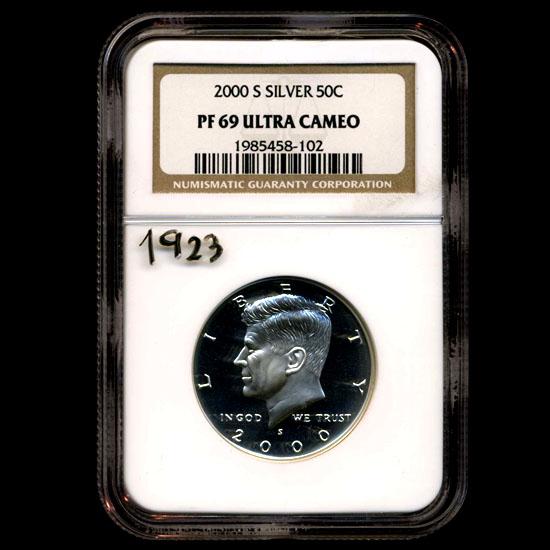 2000 S SILVER 50C
PF 69 ULTRA CAMEO
1985458-102
NUMISMATIC GUARANTY CORPORATION
1923
LIBERTY
IN GOD WE TRUST
S
2000